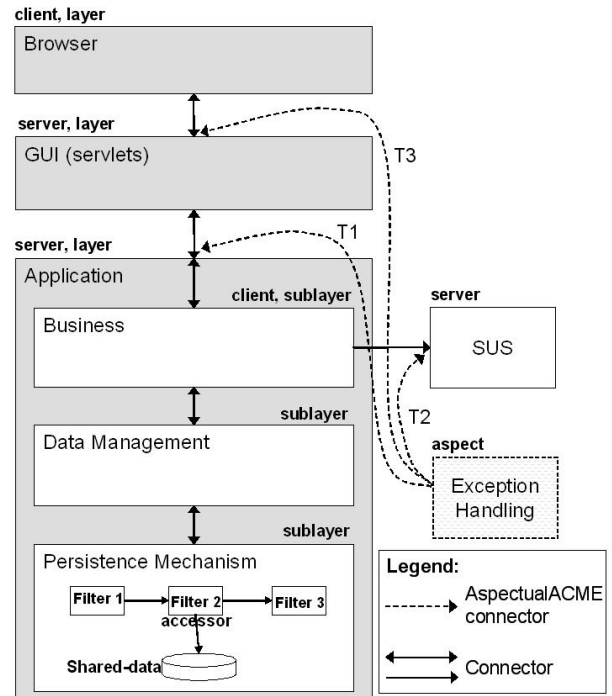 client, layer
Browser
server, layer
GUI (servlets)
T3
server, layer
T1
Application
client, sublayer
server
Business
SUS
sublayer
T2
Data Management
aspect
Exception
Handling
sublayer
Persistence Mechanism
Filter 1
Filter 2
Filter 3
accessor
Shared-data
Legend:
AspectualACME
connector
Connector